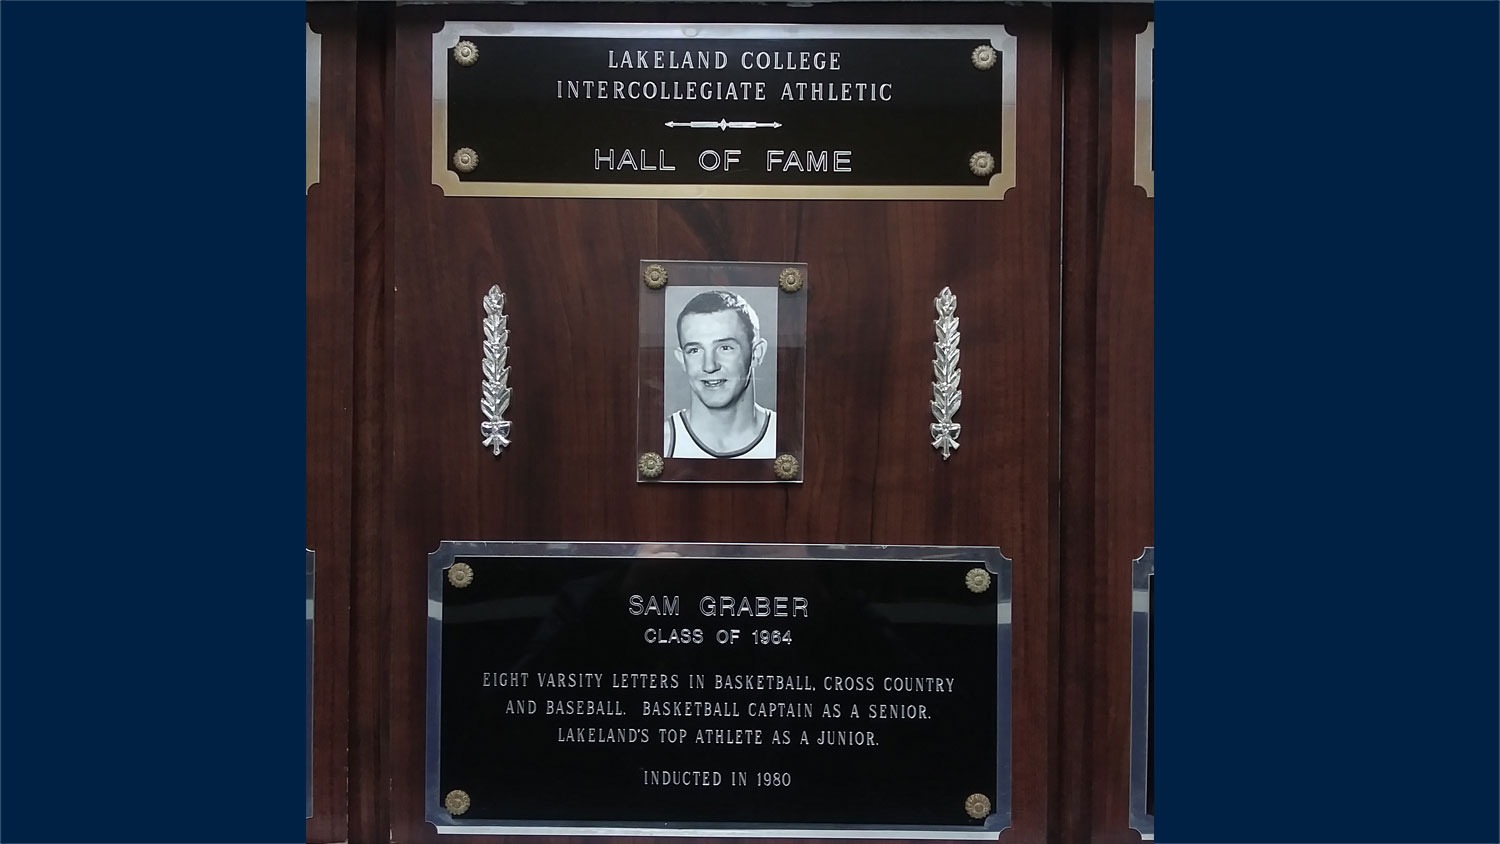 LAKELAND COLLEGE
INTERCOLLEGIATE ATHLETIC
HALL OF FAME
SAM GRABER
CLASS OF 1964
EIGHT VARSITY LETTERS IN BASKETBALL, CROSS COUNTRY
AND BASEBALL. BASKETBALL CAPTAIN AS A SENIOR.
LAKELAND'S TOP ATHLETE AS A JUNIOR.
INDUCTED IN 1980